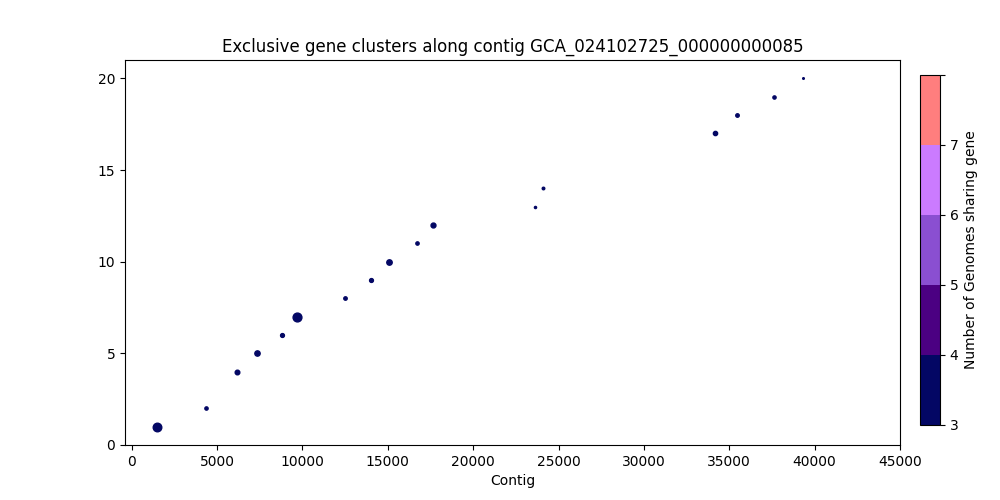 Exclusive gene clusters along contig GCA_024102725_000000000085
20
15
10
5
0
0 5000 10000 15000 20000 25000 30000 35000 40000 45000
Contig
7
6
5
4
3
Number of Genomes sharing gene